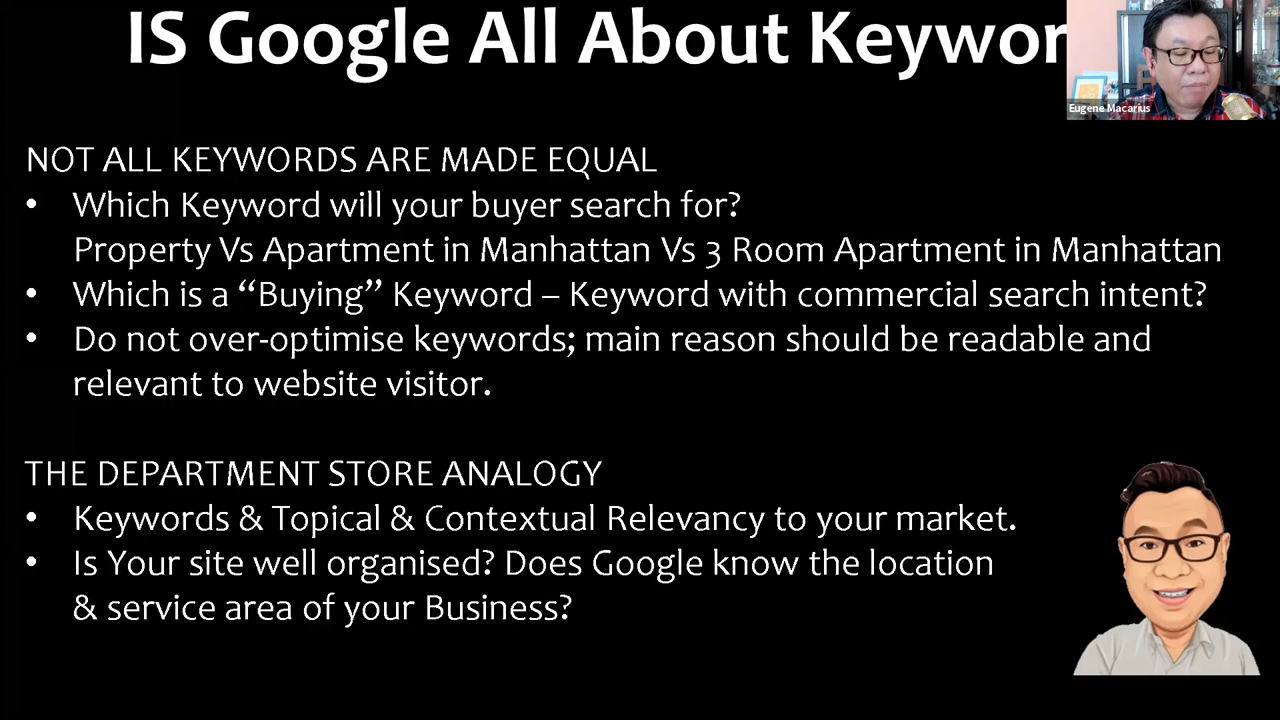 IS Google All About Keywor
Eugene Macarius
NOT ALL KEYWORDS ARE MADE EQUAL
• Which Keyword will your buyer search for?
Property Vs Apartment in Manhattan Vs 3 Room Apartment in Manhattan
• Which is a “Buying” Keyword – Keyword with commercial search intent?
• Do not over-optimise keywords; main reason should be readable and
relevant to website visitor.
THE DEPARTMENT STORE ANALOGY
• Keywords & Topical & Contextual Relevancy to your market.
• Is Your site well organised? Does Google know the location
& service area of your Business?